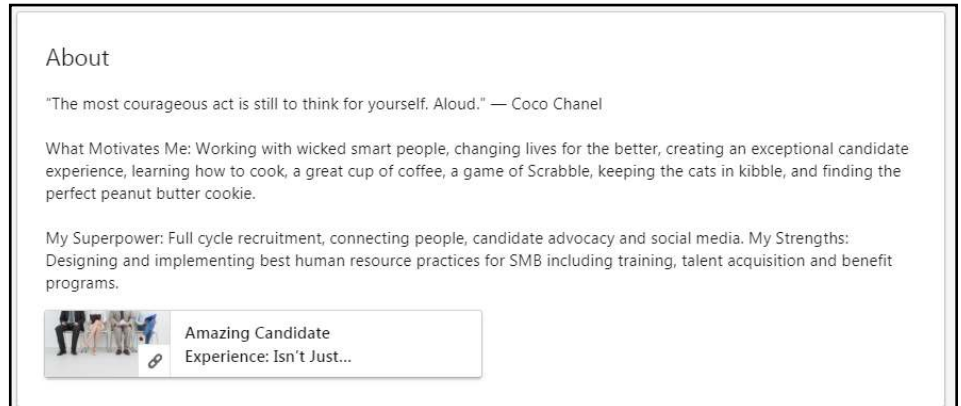 About
"The most courageous act is still to think for yourself. Aloud." — Coco Chanel
What Motivates Me: Working with wicked smart people, changing lives for the better, creating an exceptional candidate
experience, learning how to cook, a great cup of coffee, a game of Scrabble, keeping the cats in kibble, and finding the
perfect peanut butter cookie.
My Superpower: Full cycle recruitment, connecting people, candidate advocacy and social media. My Strengths:
Designing and implementing best human resource practices for SMB including training, talent acquisition and benefit
programs.
Amazing Candidate
Experience: Isn't Just...